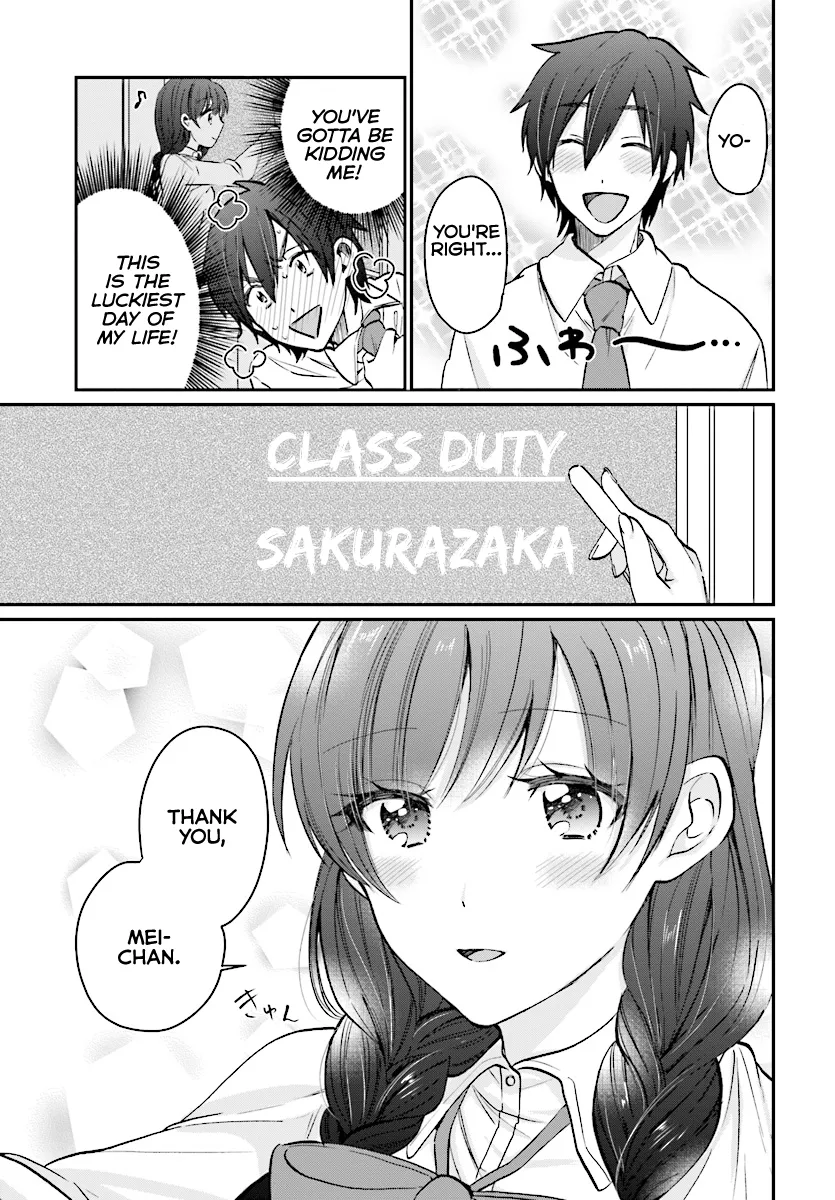 YO-
YOU'RE
RIGHT...
ふわ〜…
YOU'VE
GOTTA BE
KIDDING
ME!
♪
THIS
IS THE
LUCKIEST
DAY OF
MY LIFE!
CLASS DUTY
SAKURAZAKA
THANK
YOU,
MEI-
CHAN.
きゅん